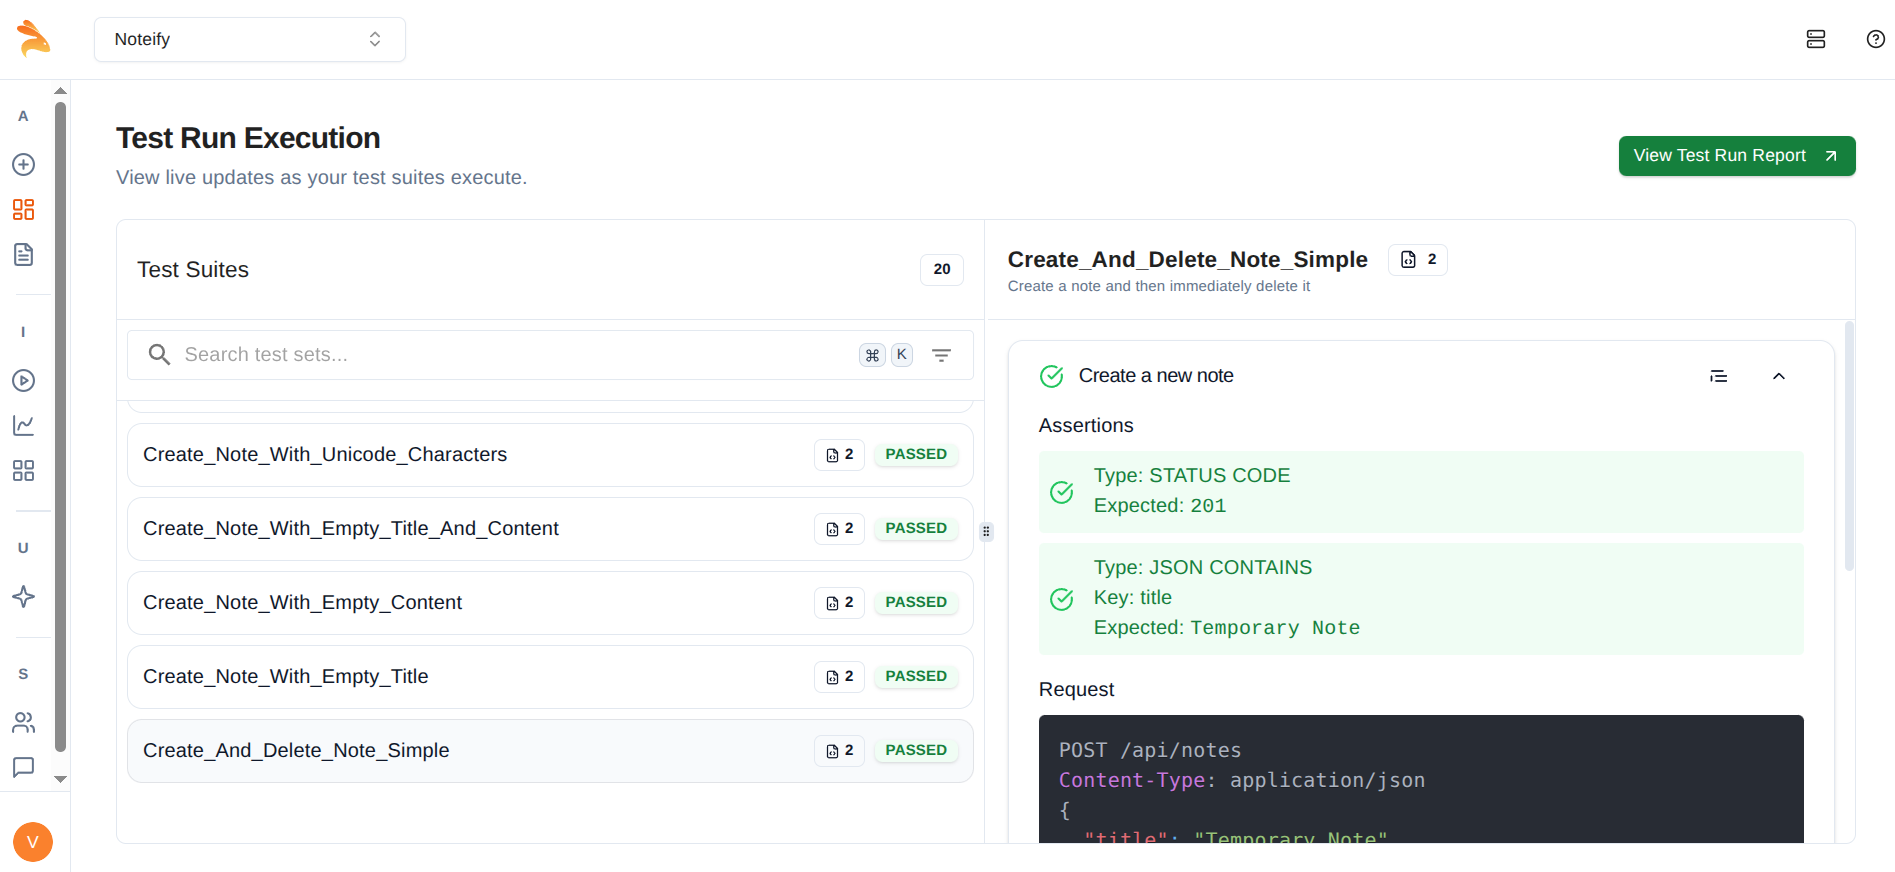 Noteify
A
I
U
S
V
Test Run Execution
View live updates as your test suites execute.
View Test Run Report
Test Suites
20
Search test sets...
⌘ K
Create_Note_With_Unicode_Characters 2 PASSED
Create_Note_With_Empty_Title_And_Content 2 PASSED
Create_Note_With_Empty_Content 2 PASSED
Create_Note_With_Empty_Title 2 PASSED
Create_And_Delete_Note_Simple 2 PASSED
Create_And_Delete_Note_Simple 2
Create a note and then immediately delete it
Create a new note
Assertions
Type: STATUS CODE
Expected: 201
Type: JSON CONTAINS
Key: title
Expected: Temporary Note
Request
POST /api/notes
Content-Type: application/json
{
"title": "Temporary Note"